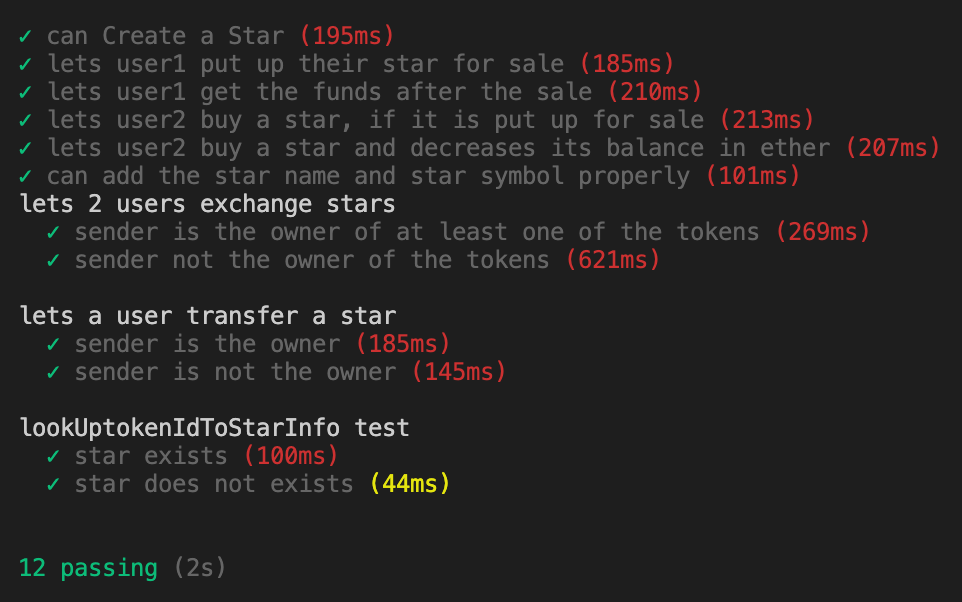 ✓ can Create a Star (195ms)
✓ lets user1 put up their star for sale (185ms)
✓ lets user1 get the funds after the sale (210ms)
✓ lets user2 buy a star, if it is put up for sale (213ms)
✓ lets user2 buy a star and decreases its balance in ether (207ms)
✓ can add the star name and star symbol properly (101ms)
lets 2 users exchange stars
✓ sender is the owner of at least one of the tokens (269ms)
✓ sender not the owner of the tokens (621ms)
lets a user transfer a star
✓ sender is the owner (185ms)
✓ sender is not the owner (145ms)
lookUptokenIdToStarInfo test
✓ star exists (100ms)
✓ star does not exists (44ms)
12 passing (2s)